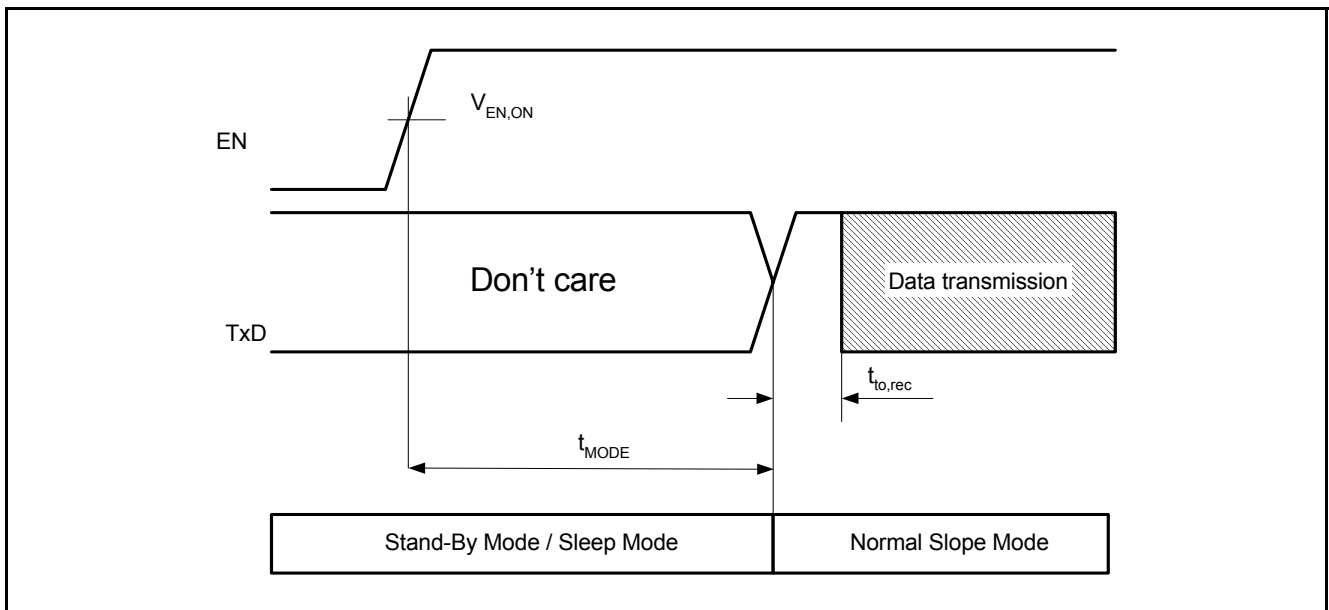 V_EN,ON
EN
Don't care
Data transmission
TxD
t_to,rec
t_MODE
Stand-By Mode / Sleep Mode
Normal Slope Mode